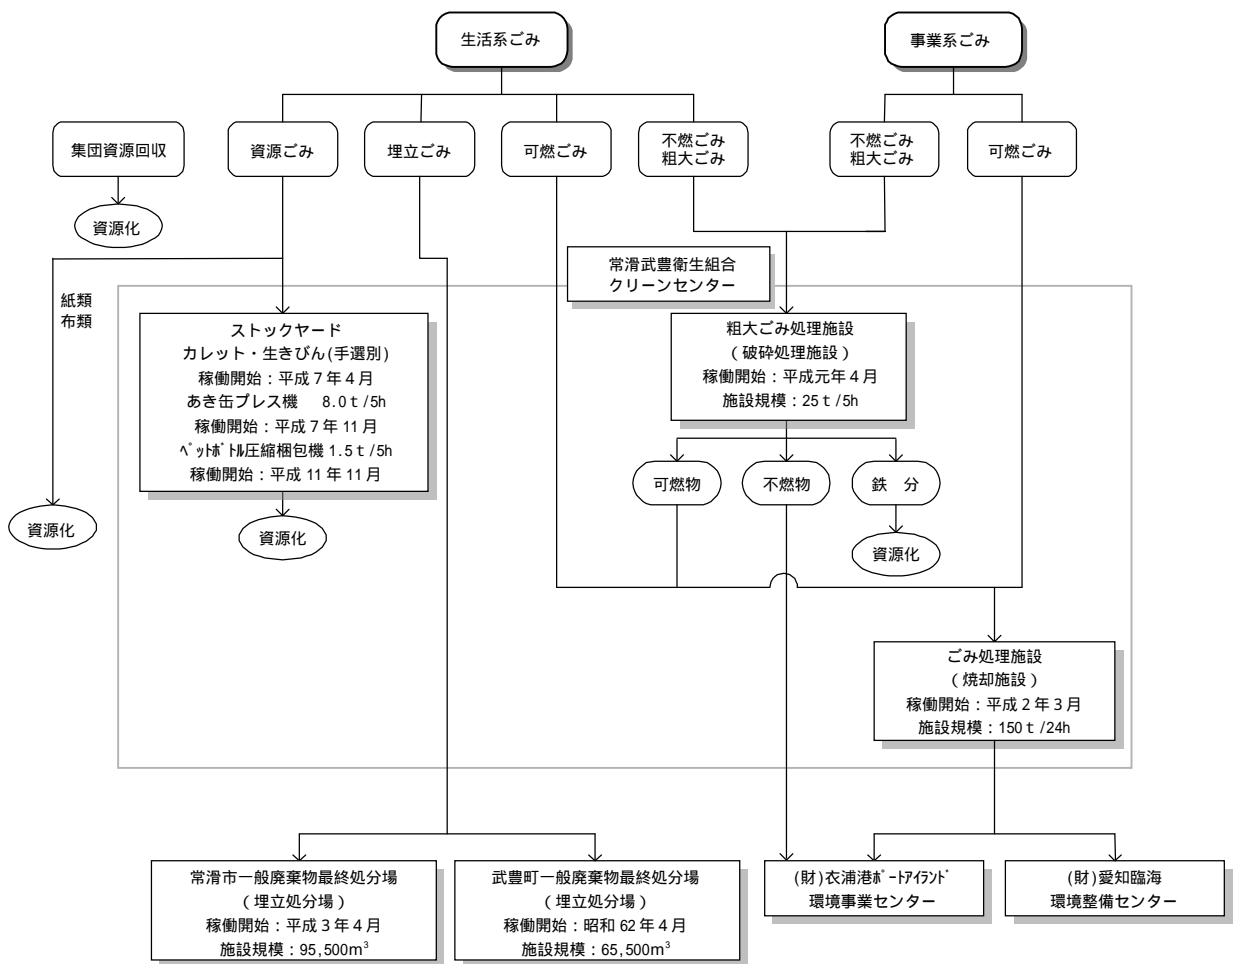 生活系ごみ
事業系ごみ
集団資源回収
資源ごみ
埋立ごみ
可燃ごみ
不燃ごみ
粗大ごみ
不燃ごみ
粗大ごみ
可燃ごみ
資源化
常滑武豊衛生組合
クリーンセンター
紙類
布類
ストックヤード
カレット・生きびん(手選別)
稼働開始：平成７年４月
あき缶プレス機　8.0ｔ/5h
稼働開始：平成７年11月
ﾍﾟｯﾄﾎﾞﾄﾙ圧縮梱包機 1.5ｔ/5h
稼働開始：平成11年11月
粗大ごみ処理施設
（破砕処理施設）
稼働開始：平成元年４月
施設規模：25ｔ/5h
可燃物
不燃物
鉄　分
資源化
資源化
資源化
ごみ処理施設
（焼却施設）
稼働開始：平成２年３月
施設規模：150ｔ/24h
常滑市一般廃棄物最終処分場
（埋立処分場）
稼働開始：平成３年４月
施設規模：95,500m³
武豊町一般廃棄物最終処分場
（埋立処分場）
稼働開始：昭和62年４月
施設規模：65,500m³
(財)衣浦港ﾎﾟｰﾄｱｲﾗﾝﾄﾞ
環境事業センター
(財)愛知臨海
環境整備センター